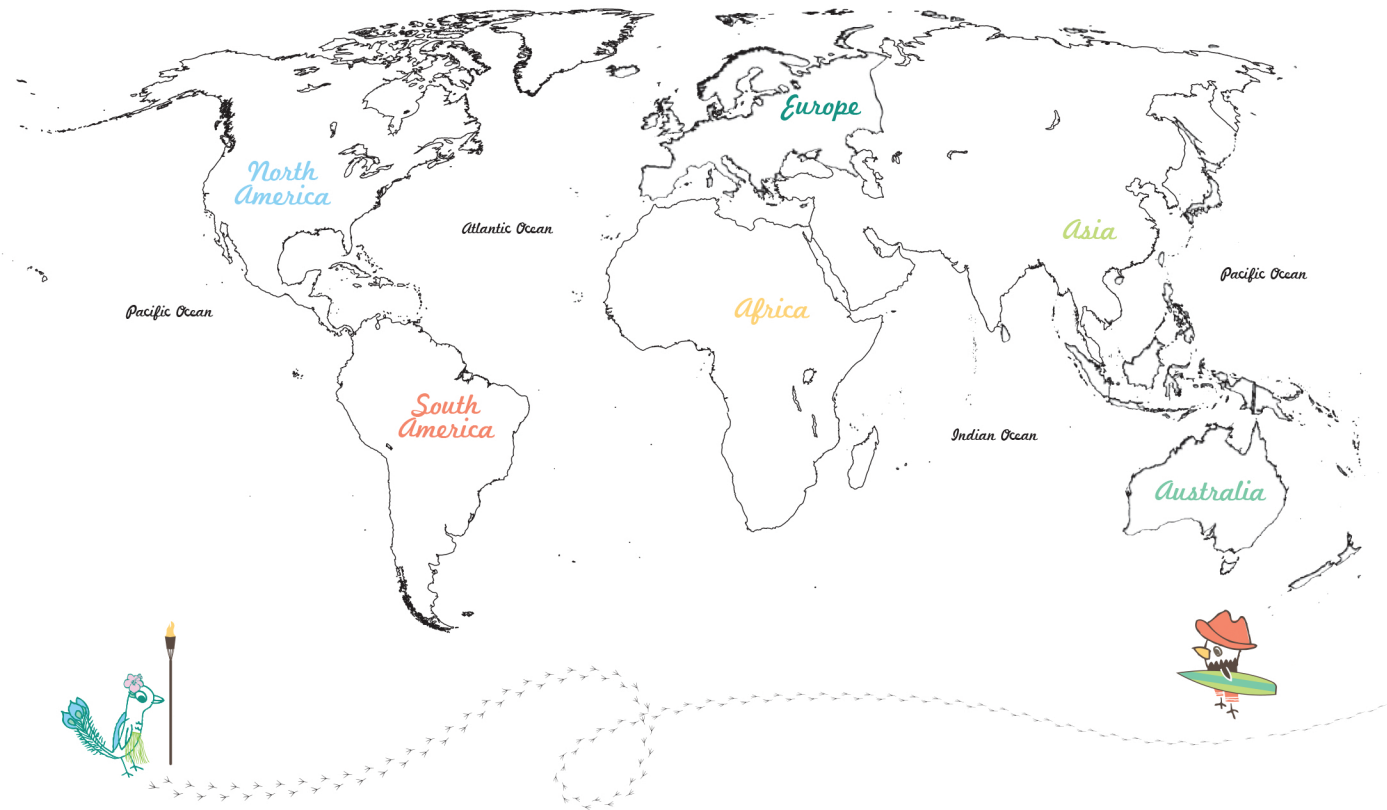 Europe
North
America
Atlantic Ocean
Asia
Pacific Ocean
Pacific Ocean
Africa
South
America
Indian Ocean
Australia